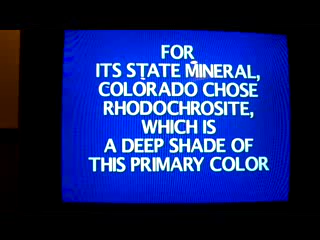 FOR
ITS STATE MINERAL,
COLORADO CHOSE
RHODOCHROSITE,
WHICH IS
A DEEP SHADE OF
THIS PRIMARY COLOR